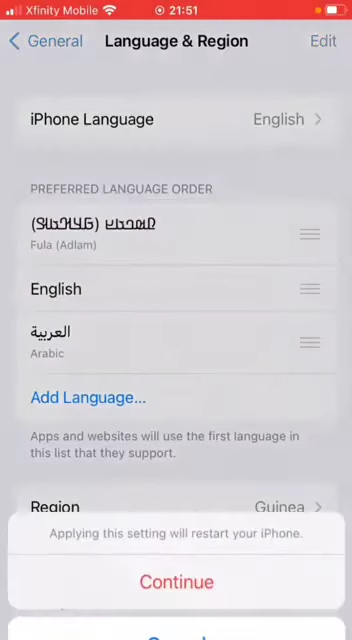 Xfinity Mobile 21:51
General Language & Region Edit
iPhone Language English
PREFERRED LANGUAGE ORDER
Fula (Adlam)
English
العربية
Arabic
Add Language...
Apps and websites will use the first language in
this list that they support.
Region Guinea
Applying this setting will restart your iPhone.
Continue